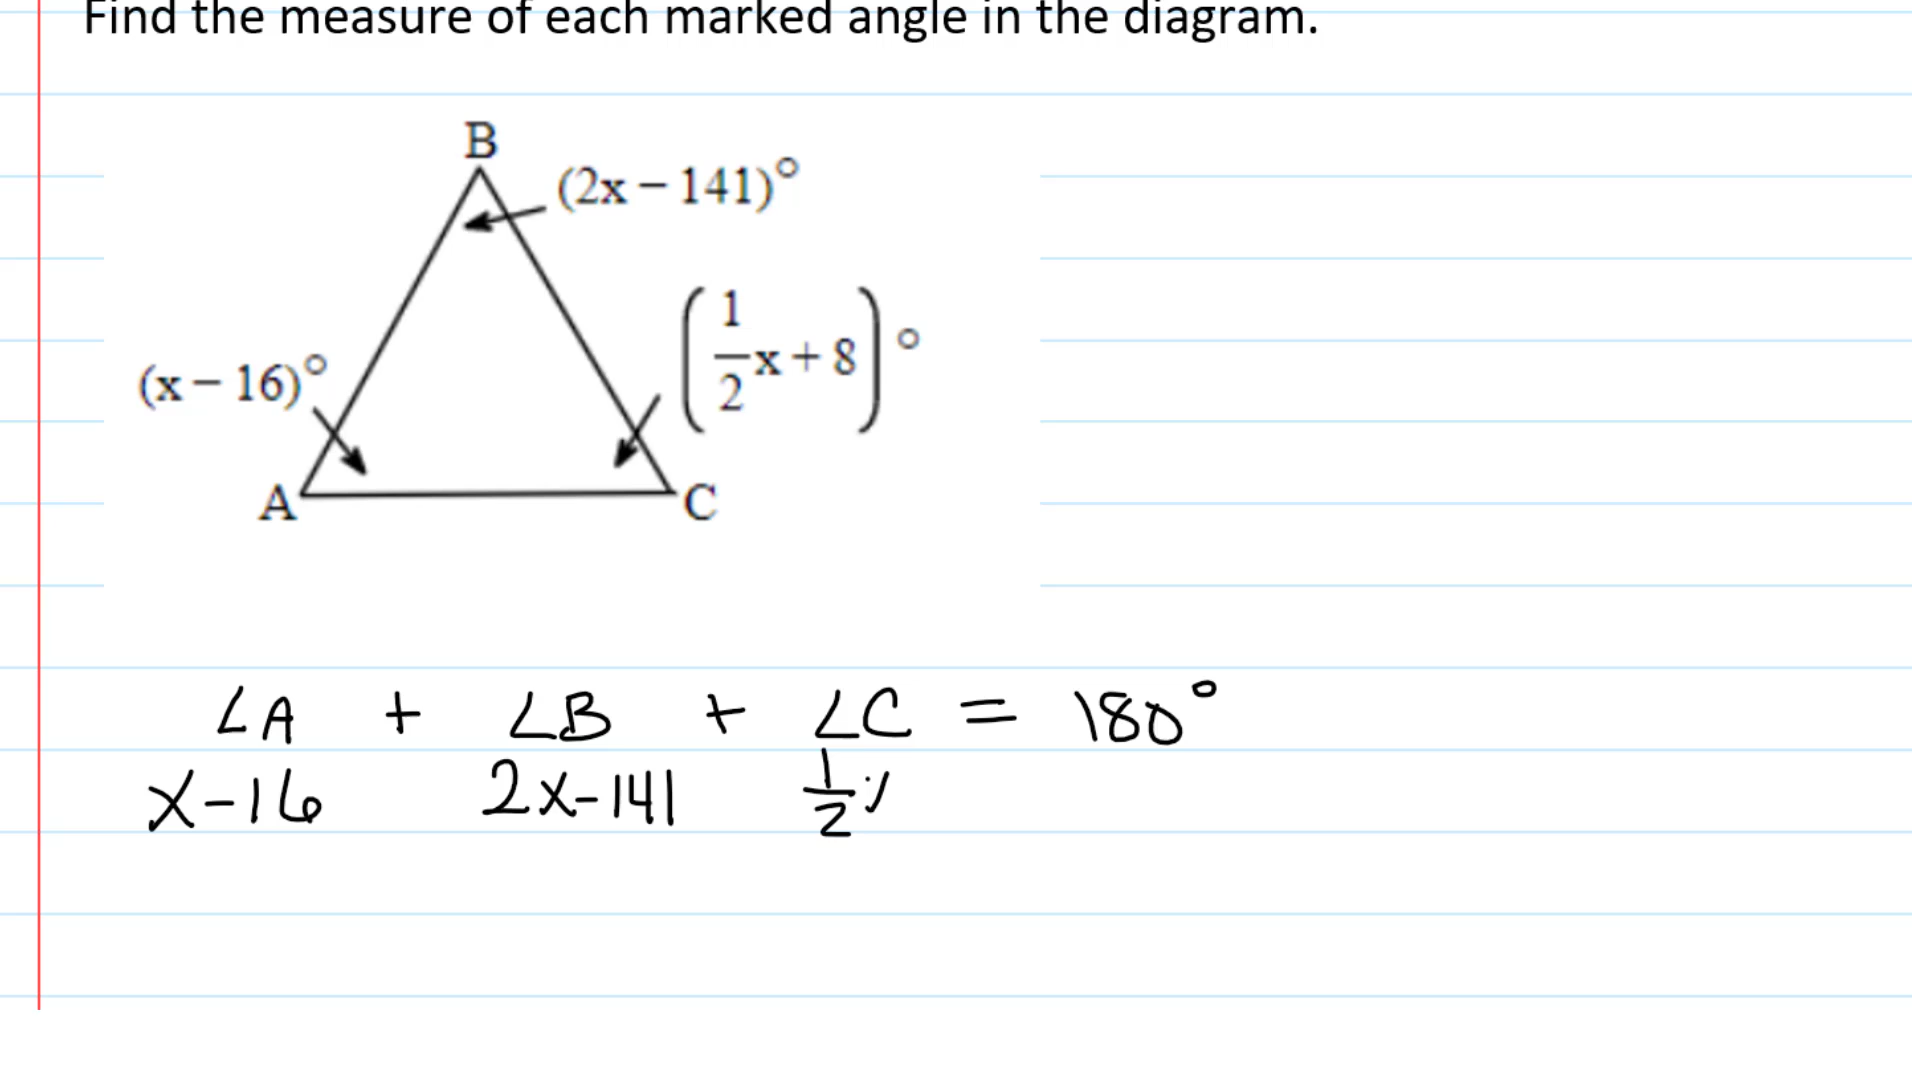 Find the measure of each marked angle in the diagram.
B
(2x – 141)°
(1/2 x + 8)°
(x – 16)°
A
C
∠A + ∠B + ∠C = 180°
x-16 2x-141 1/2